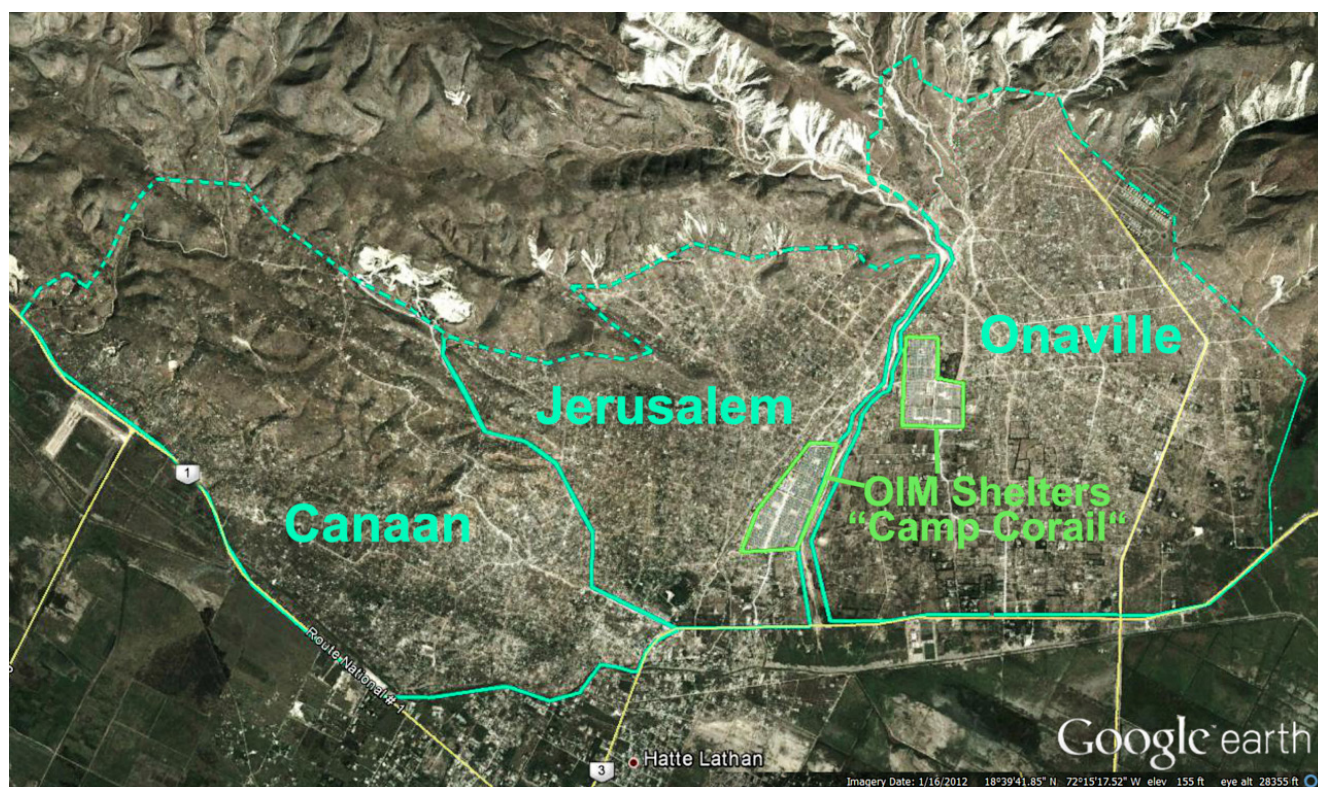 Onaville
Jerusalem
OIM Shelters
“Camp Corail“
Canaan
1
Route National #1
3
Hatte Lathan
Google earth
Imagery Date: 1/16/2012 18°39'41.85" N 72°15'17.52" W elev 155 ft eye alt 28355 ft